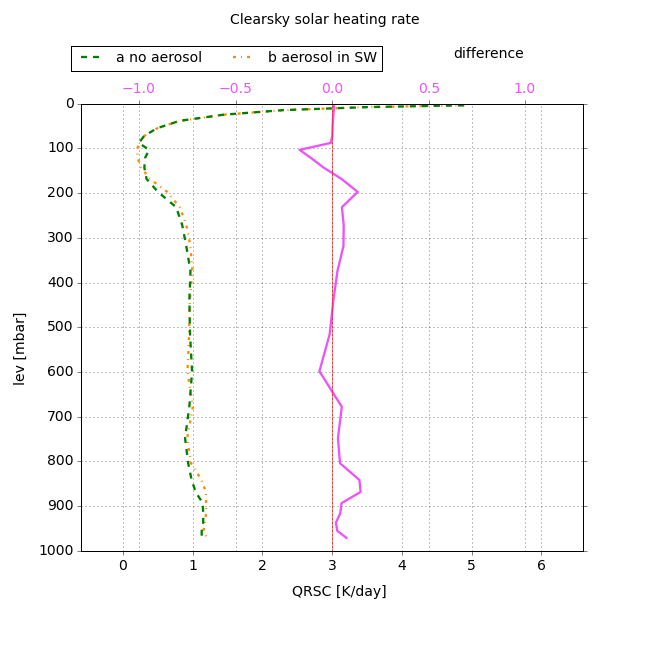 Clearsky solar heating rate
a no aerosol b aerosol in SW difference
−1.0 −0.5 0.0 0.5 1.0
0
100
200
300
400
500
600
700
800
900
1000
lev [mbar]
0 1 2 3 4 5 6
QRSC [K/day]